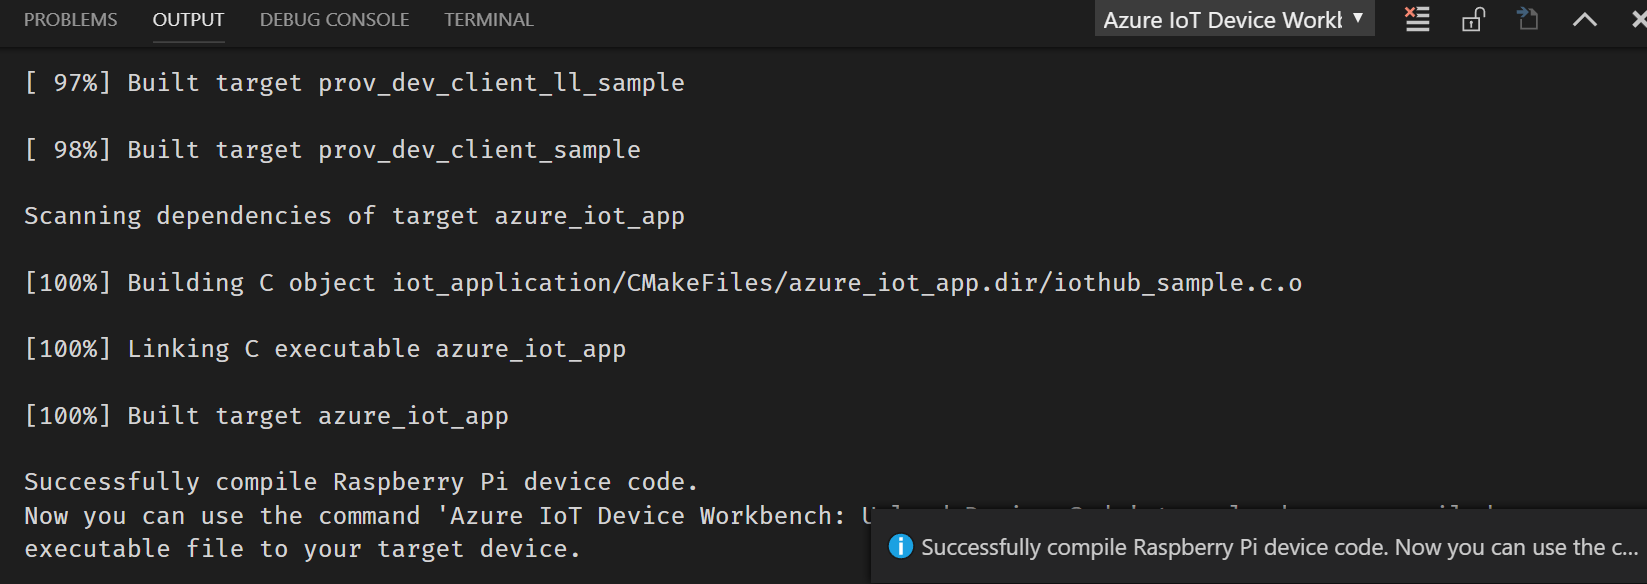 PROBLEMS OUTPUT DEBUG CONSOLE TERMINAL Azure IoT Device Workt
[ 97%] Built target prov_dev_client_ll_sample
[ 98%] Built target prov_dev_client_sample
Scanning dependencies of target azure_iot_app
[100%] Building C object iot_application/CMakeFiles/azure_iot_app.dir/iothub_sample.c.o
[100%] Linking C executable azure_iot_app
[100%] Built target azure_iot_app
Successfully compile Raspberry Pi device code.
Now you can use the command 'Azure IoT Device Workbench:
executable file to your target device.
Successfully compile Raspberry Pi device code. Now you can use the c...